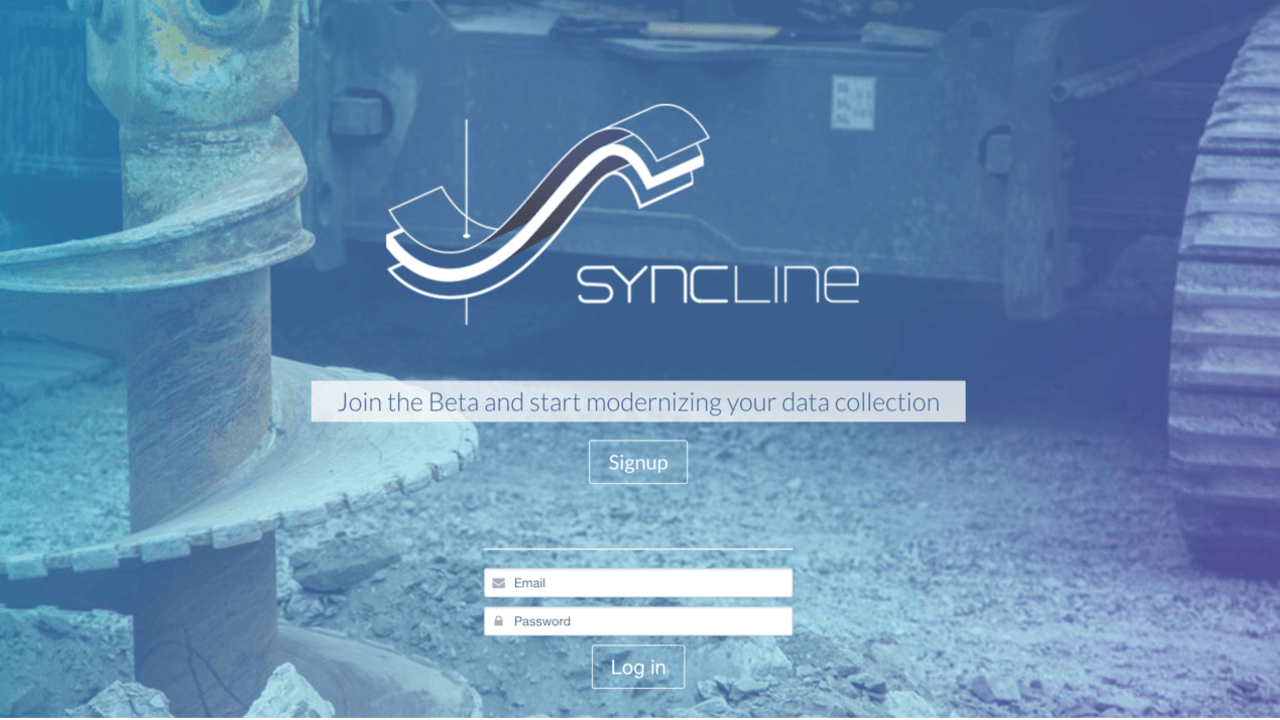 SYNCLINE
Join the Beta and start modernizing your data collection
Signup
Email
Password
Log in